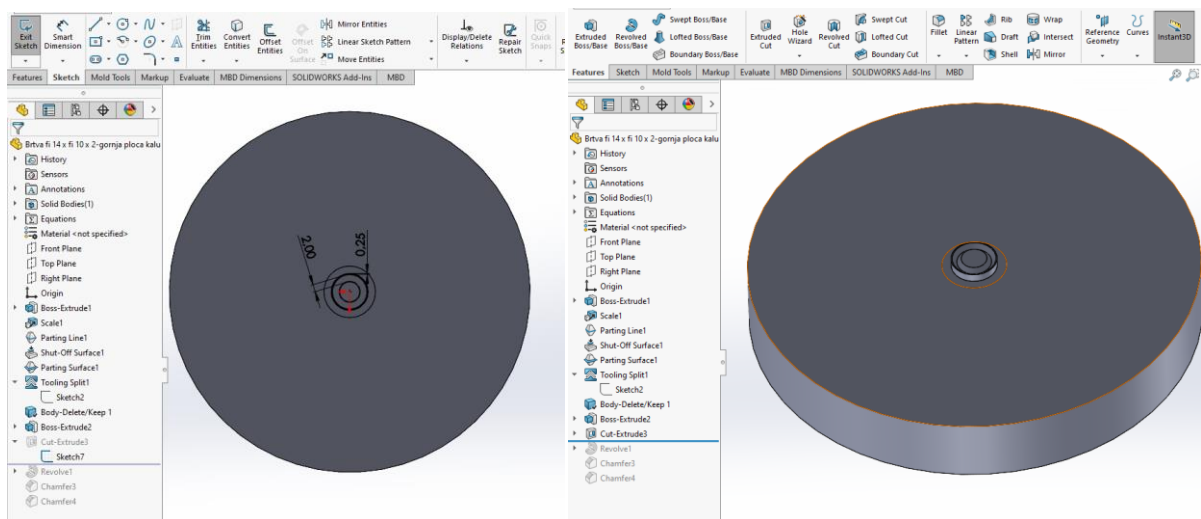 Exit Sketch
Smart Dimension
Trim Entities
Convert Entities
Offset Entities
Offset On Surface
Mirror Entities
Linear Sketch Pattern
Move Entities
Display/Delete Relations
Repair Sketch
Quick Snaps
Features Sketch Mold Tools Markup Evaluate MBD Dimensions SOLIDWORKS Add-Ins MBD
Brtva fi 14 x fi 10 x 2-gornja ploca kalu
History
Sensors
Annotations
Solid Bodies(1)
Equations
Material <not specified>
Front Plane
Top Plane
Right Plane
Origin
Boss-Extrude1
Scale1
Parting Line1
Shut-Off Surface1
Parting Surface1
Tooling Split1
Sketch2
Body-Delete/Keep 1
Boss-Extrude2
Cut-Extrude3
Sketch7
Revolve1
Chamfer3
Chamfer4
2.00
0.25
Extruded Boss/Base
Revolved Boss/Base
Swept Boss/Base
Lofted Boss/Base
Boundary Boss/Base
Extruded Cut
Hole Wizard
Revolved Cut
Swept Cut
Lofted Cut
Boundary Cut
Fillet
Linear Pattern
Rib
Draft
Shell
Wrap
Intersect
Mirror
Reference Geometry
Curves
Instant3D
Features Sketch Mold Tools Markup Evaluate MBD Dimensions SOLIDWORKS Add-Ins MBD
Brtva fi 14 x fi 10 x 2-gornja ploca kalu
History
Sensors
Annotations
Solid Bodies(1)
Equations
Material <not specified>
Front Plane
Top Plane
Right Plane
Origin
Boss-Extrude1
Scale1
Parting Line1
Shut-Off Surface1
Parting Surface1
Tooling Split1
Sketch2
Body-Delete/Keep 1
Boss-Extrude2
Cut-Extrude3
Revolve1
Chamfer3
Chamfer4